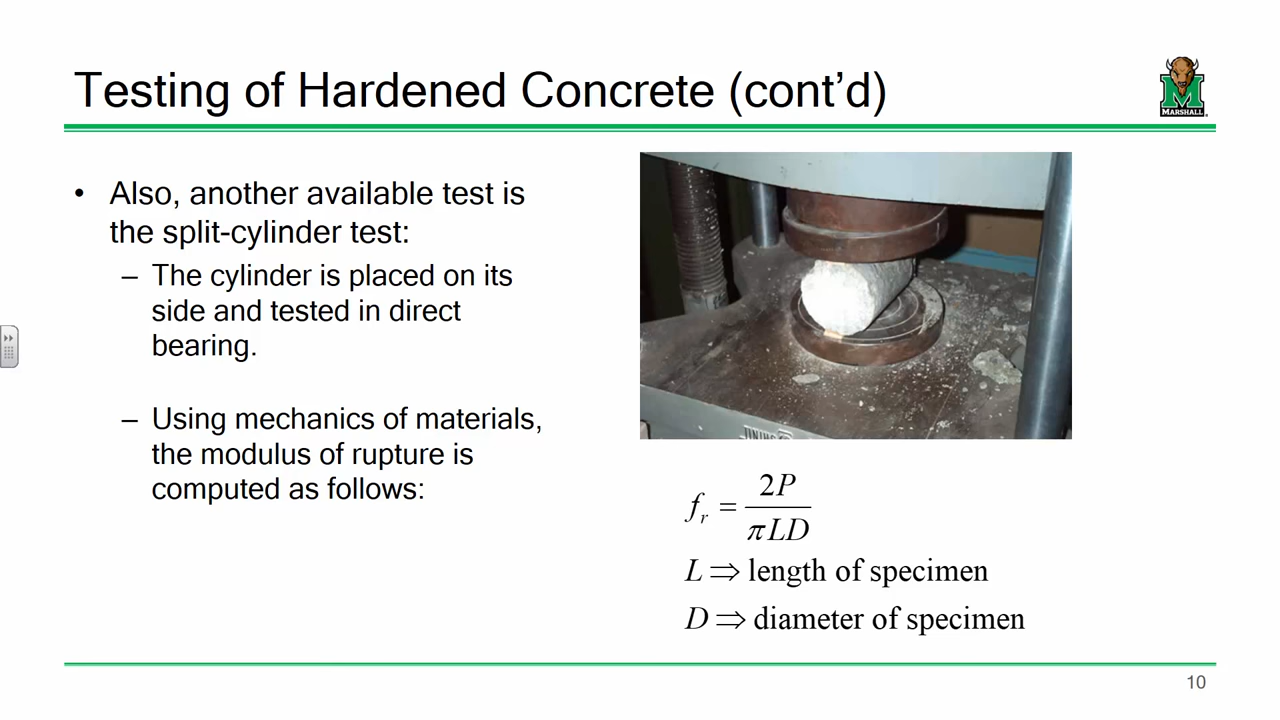 Testing of Hardened Concrete (cont’d)
MARSHALL
• Also, another available test is
the split-cylinder test:
– The cylinder is placed on its
side and tested in direct
bearing.
– Using mechanics of materials,
the modulus of rupture is
computed as follows:
f_r = 2P / πLD
L ⇒ length of specimen
D ⇒ diameter of specimen
10